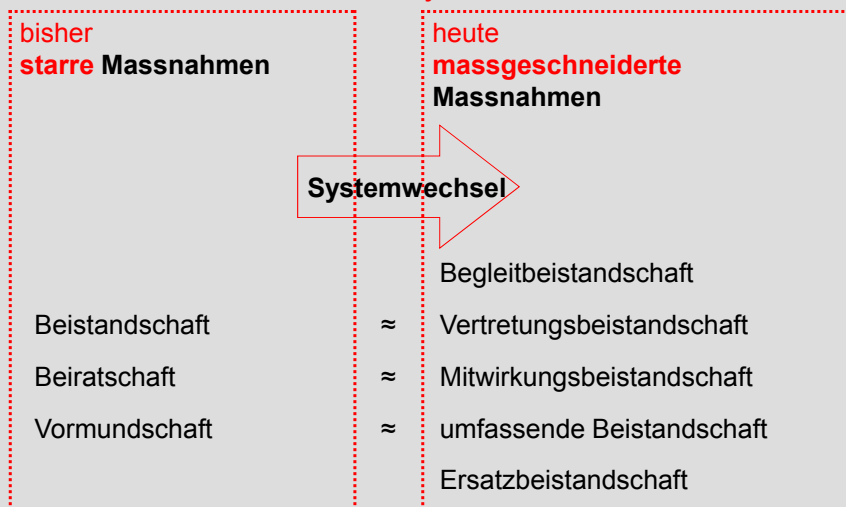 bisher
starre Massnahmen
heute
massgeschneiderte
Massnahmen
Systemwechsel
Begleitbeistandschaft
Beistandschaft ≈ Vertretungsbeistandschaft
Beiratschaft ≈ Mitwirkungsbeistandschaft
Vormundschaft ≈ umfassende Beistandschaft
Ersatzbeistandschaft